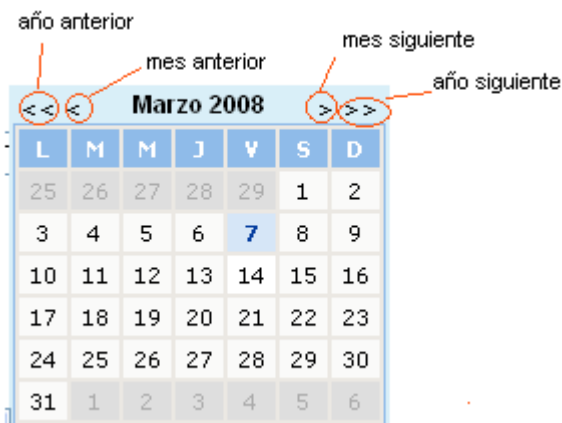 año anterior
mes siguiente
mes anterior
año siguiente
<< < Marzo 2008 > >>
L M M J V S D
25 26 27 28 29 1 2
3 4 5 6 7 8 9
10 11 12 13 14 15 16
17 18 19 20 21 22 23
24 25 26 27 28 29 30
31 1 2 3 4 5 6